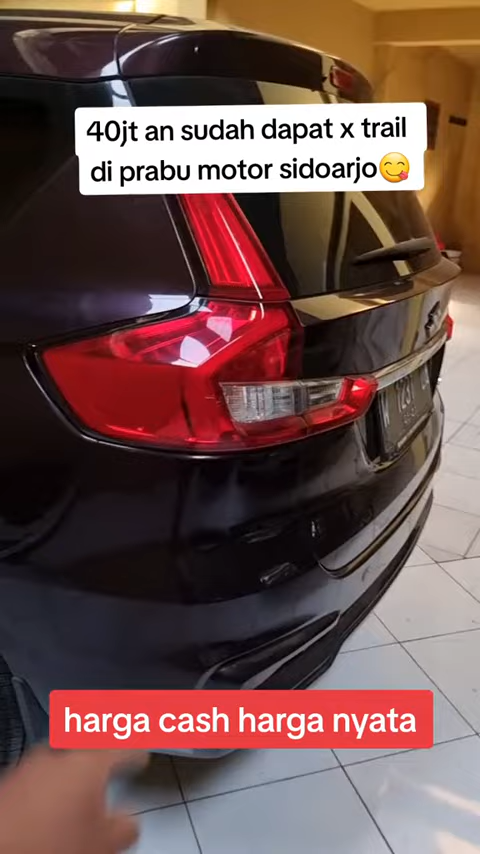 40jt an sudah dapat x trail
di prabu motor sidoarjo😋
harga cash harga nyata